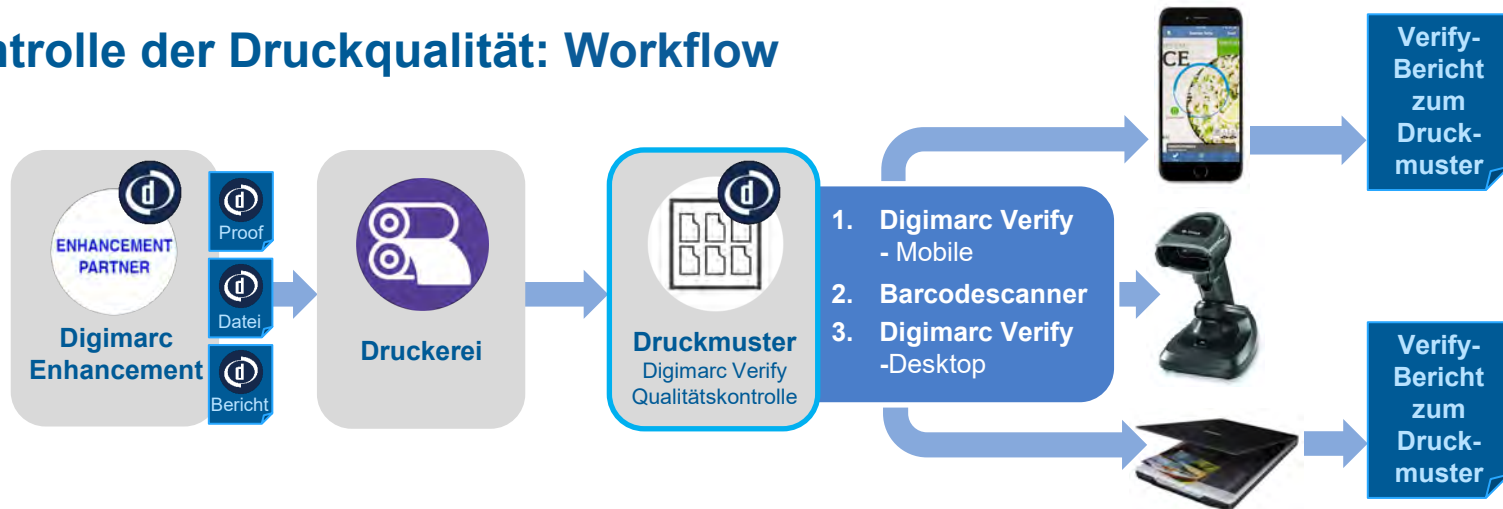 ntrolle der Druckqualität: Workflow
ENHANCEMENT
PARTNER
Digimarc
Enhancement
d
Proof
d
Datei
d
Bericht
Druckerei
Druckmuster
Digimarc Verify
Qualitätskontrolle
1. Digimarc Verify
- Mobile
2. Barcodescanner
3. Digimarc Verify
-Desktop
CE
Verify-
Bericht
zum
Druck-
muster
Verify-
Bericht
zum
Druck-
muster